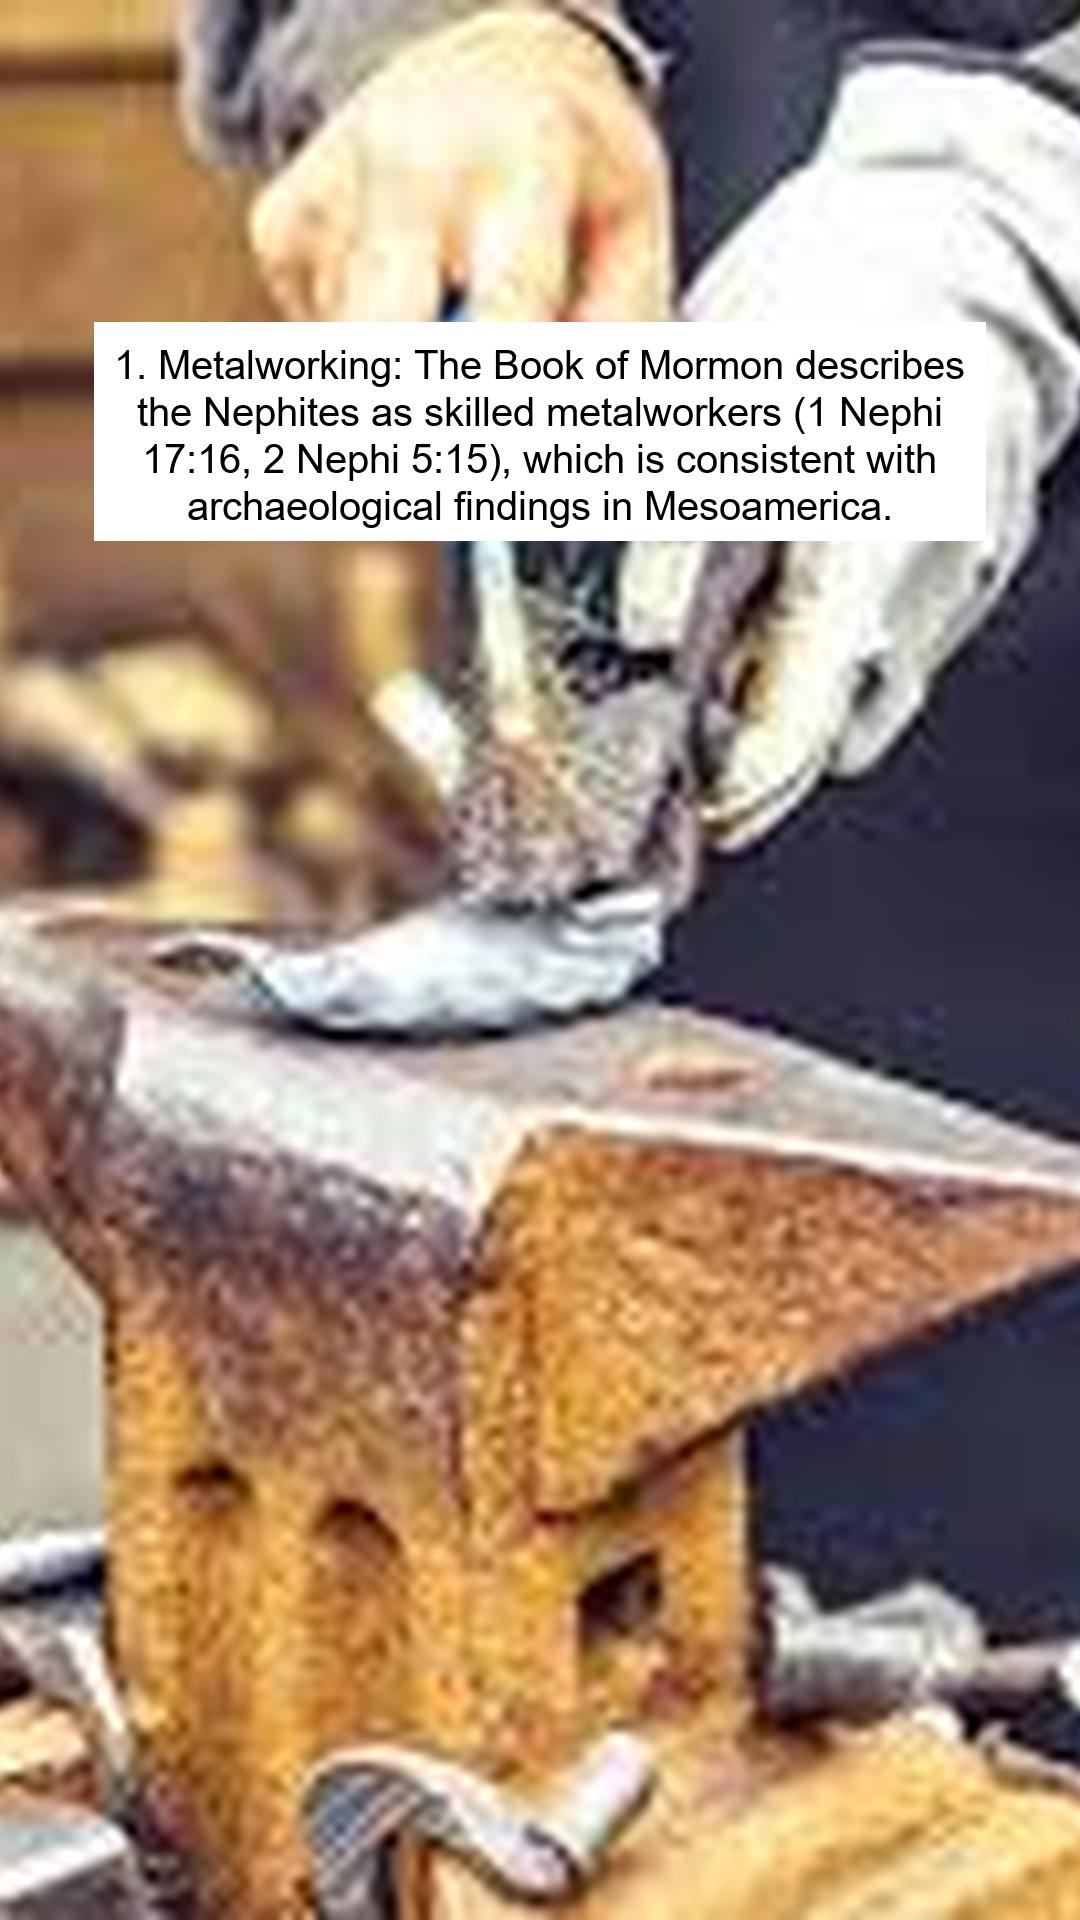 1. Metalworking: The Book of Mormon describes
the Nephites as skilled metalworkers (1 Nephi
17:16, 2 Nephi 5:15), which is consistent with
archaeological findings in Mesoamerica.